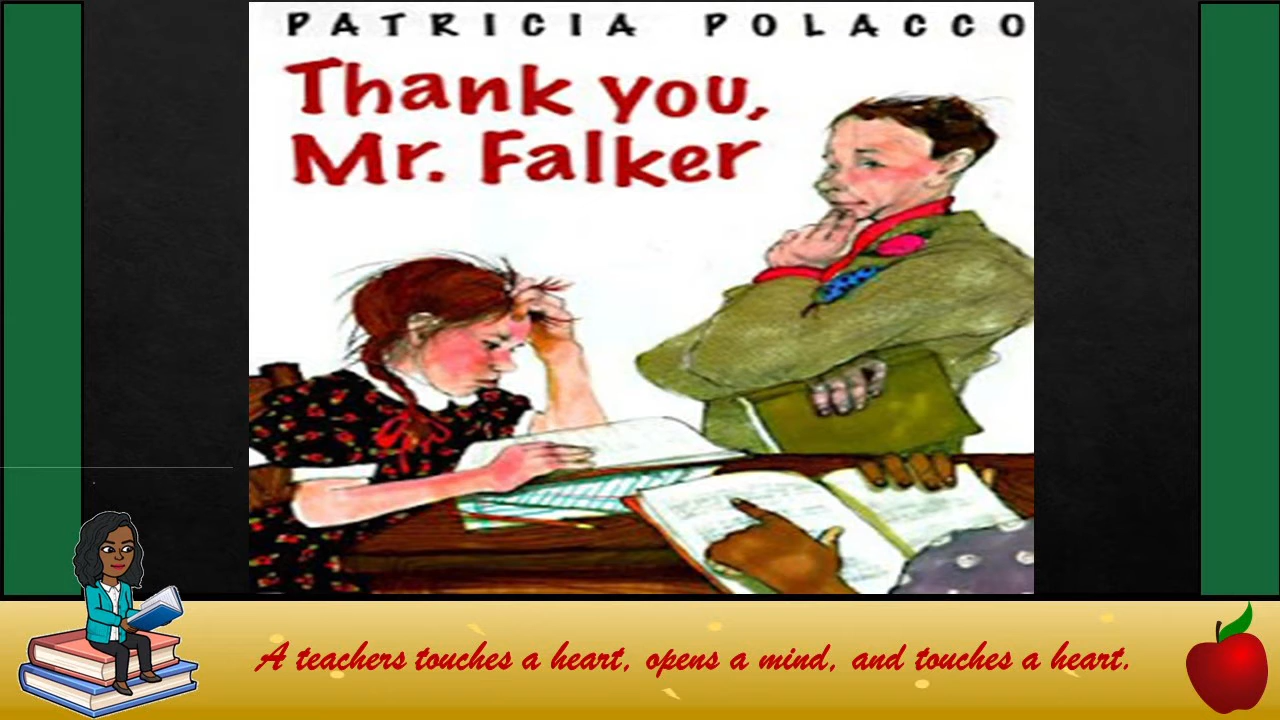 PATRICIA POLACCO
Thank you,
Mr. Falker
A teachers touches a heart, opens a mind, and touches a heart.